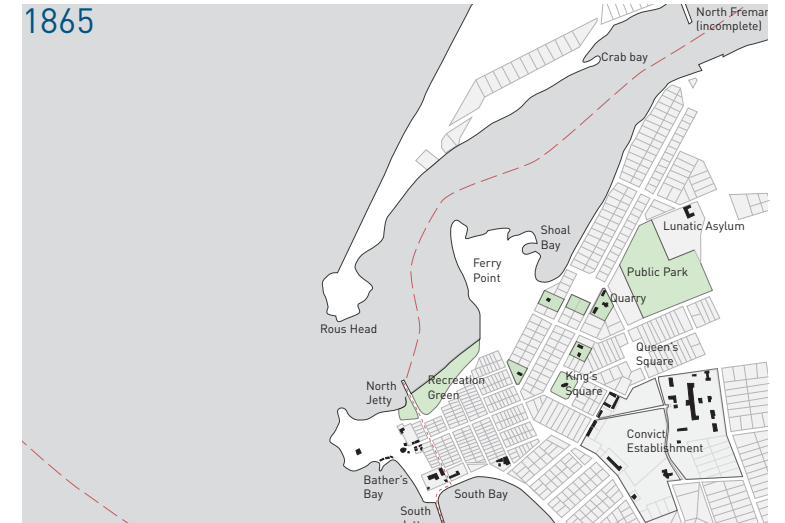 1865
North Freman
(incomplete)
Crab bay
Lunatic Asylum
Shoal
Bay
Ferry
Point
Public Park
Quarry
Rous Head
Queen's
Square
King's
Square
North
Jetty
Recreation
Green
Convict
Establishment
Bather's
Bay
South Bay
South